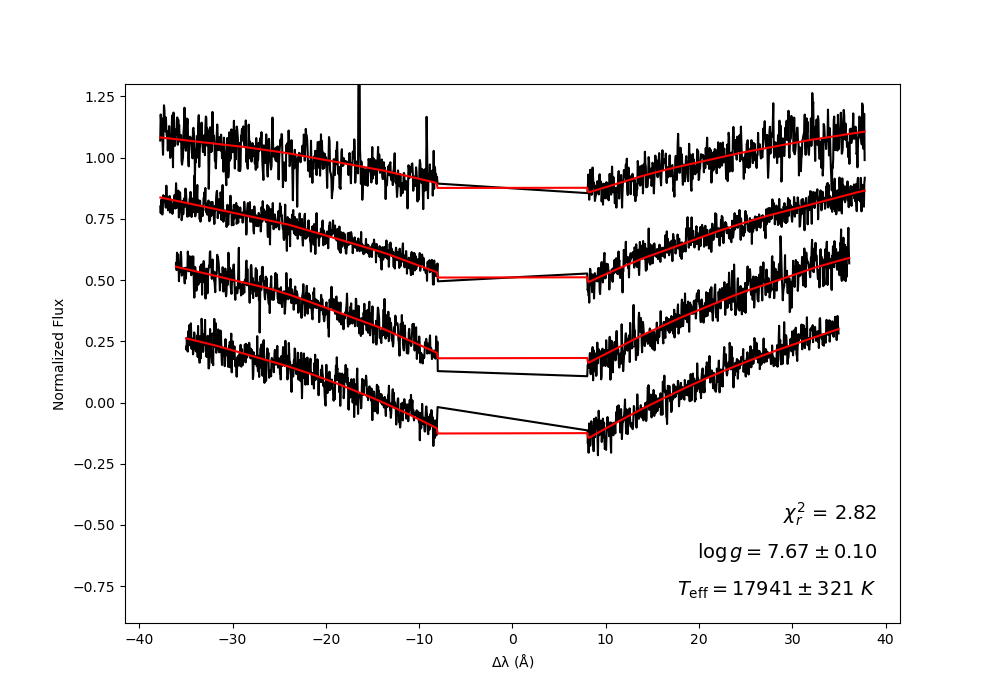 Normalized Flux
1.25
1.00
0.75
0.50
0.25
0.00
−0.25
−0.50
−0.75
χ²ᵣ = 2.82
log g = 7.67 ± 0.10
T_eff = 17941 ± 321 K
−40 −30 −20 −10 0 10 20 30 40
Δλ (Å)